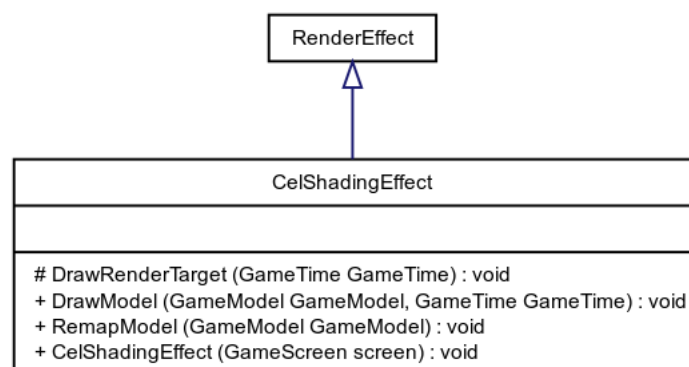 RenderEffect
CelShadingEffect
# DrawRenderTarget (GameTime GameTime) : void
+ DrawModel (GameModel GameModel, GameTime GameTime) : void
+ RemapModel (GameModel GameModel) : void
+ CelShadingEffect (GameScreen screen) : void